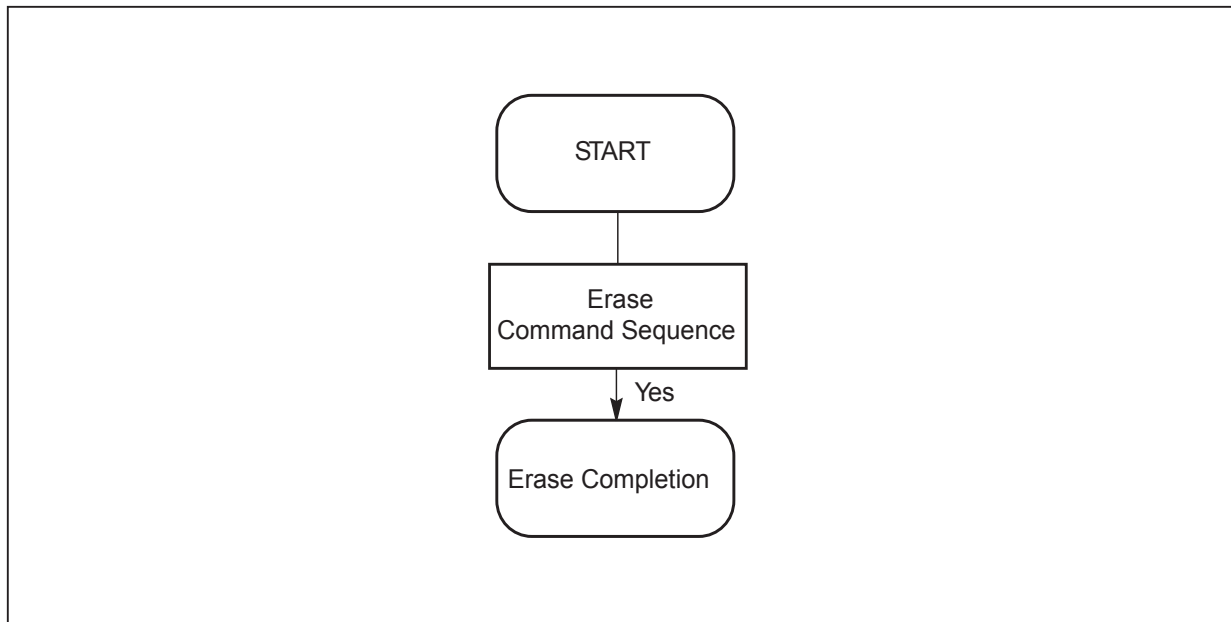 START
Erase
Command Sequence
Yes
Erase Completion